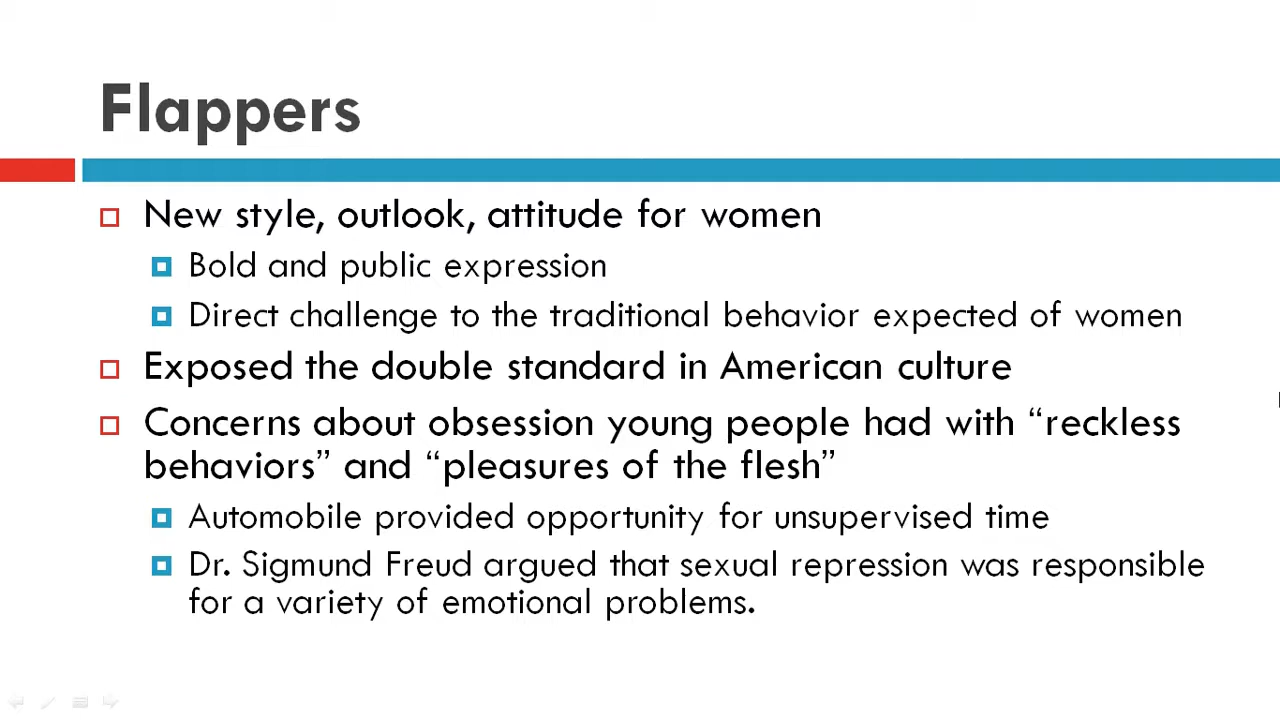 Flappers
New style, outlook, attitude for women
Bold and public expression
Direct challenge to the traditional behavior expected of women
Exposed the double standard in American culture
Concerns about obsession young people had with “reckless
behaviors” and “pleasures of the flesh”
Automobile provided opportunity for unsupervised time
Dr. Sigmund Freud argued that sexual repression was responsible
for a variety of emotional problems.